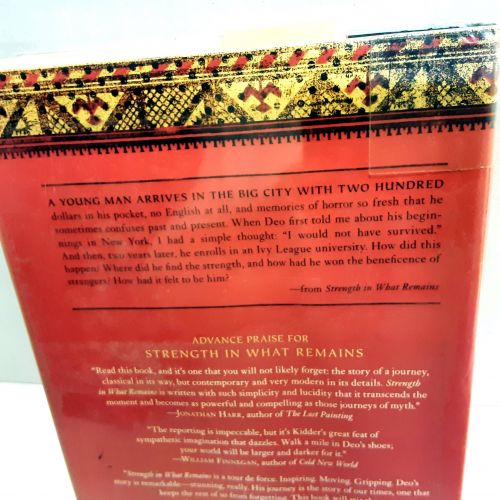 A YOUNG MAN ARRIVES IN THE BIG CITY WITH TWO HUNDRED
dollars in his pocket, no English at all, and memories of horror so fresh that he
sometimes confuses past and present. When Deo first told me about his begin-
nings in New York, I had a simple thought: "I would not have survived."
And then, two years later, he enrolls in an Ivy League university. How did this
happen? Where did he find the strength, and how had he won the beneficence of
strangers? How had it felt to be him?
—from Strength in What Remains
ADVANCE PRAISE FOR
STRENGTH IN WHAT REMAINS
"Read this book, and it's one that you will not likely forget: the story of a journey,
classical in its way, but contemporary and very modern in its details. Strength
in What Remains is written with such simplicity and lucidity that it transcends the
moment and becomes as powerful and compelling as those journeys of myth."
—JONATHAN HARR, author of The Lost Painting
"The reporting is impeccable, but it's Kidder's great feat of
sympathetic imagination that dazzles. Walk a mile in Deo's shoes;
your world will be larger and darker for it."
—WILLIAM FINNEGAN, author of Cold New World
"Strength in What Remains is a tour de force. Inspiring. Moving. Gripping. Deo's
story is remarkable—stunning, really. His journey is the story of our times, one that
keeps the rest of us from forgetting. This book will